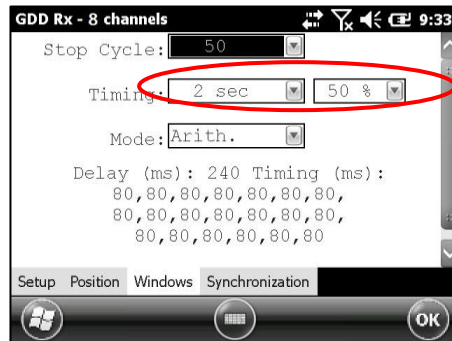 GDD Rx - 8 channels 9:33
Stop Cycle: 50
Timing: 2 sec 50 %
Mode: Arith.
Delay (ms): 240 Timing (ms):
80,80,80,80,80,80,80,
80,80,80,80,80,80,80,
80,80,80,80,80,80
Setup Position Windows Synchronization
OK